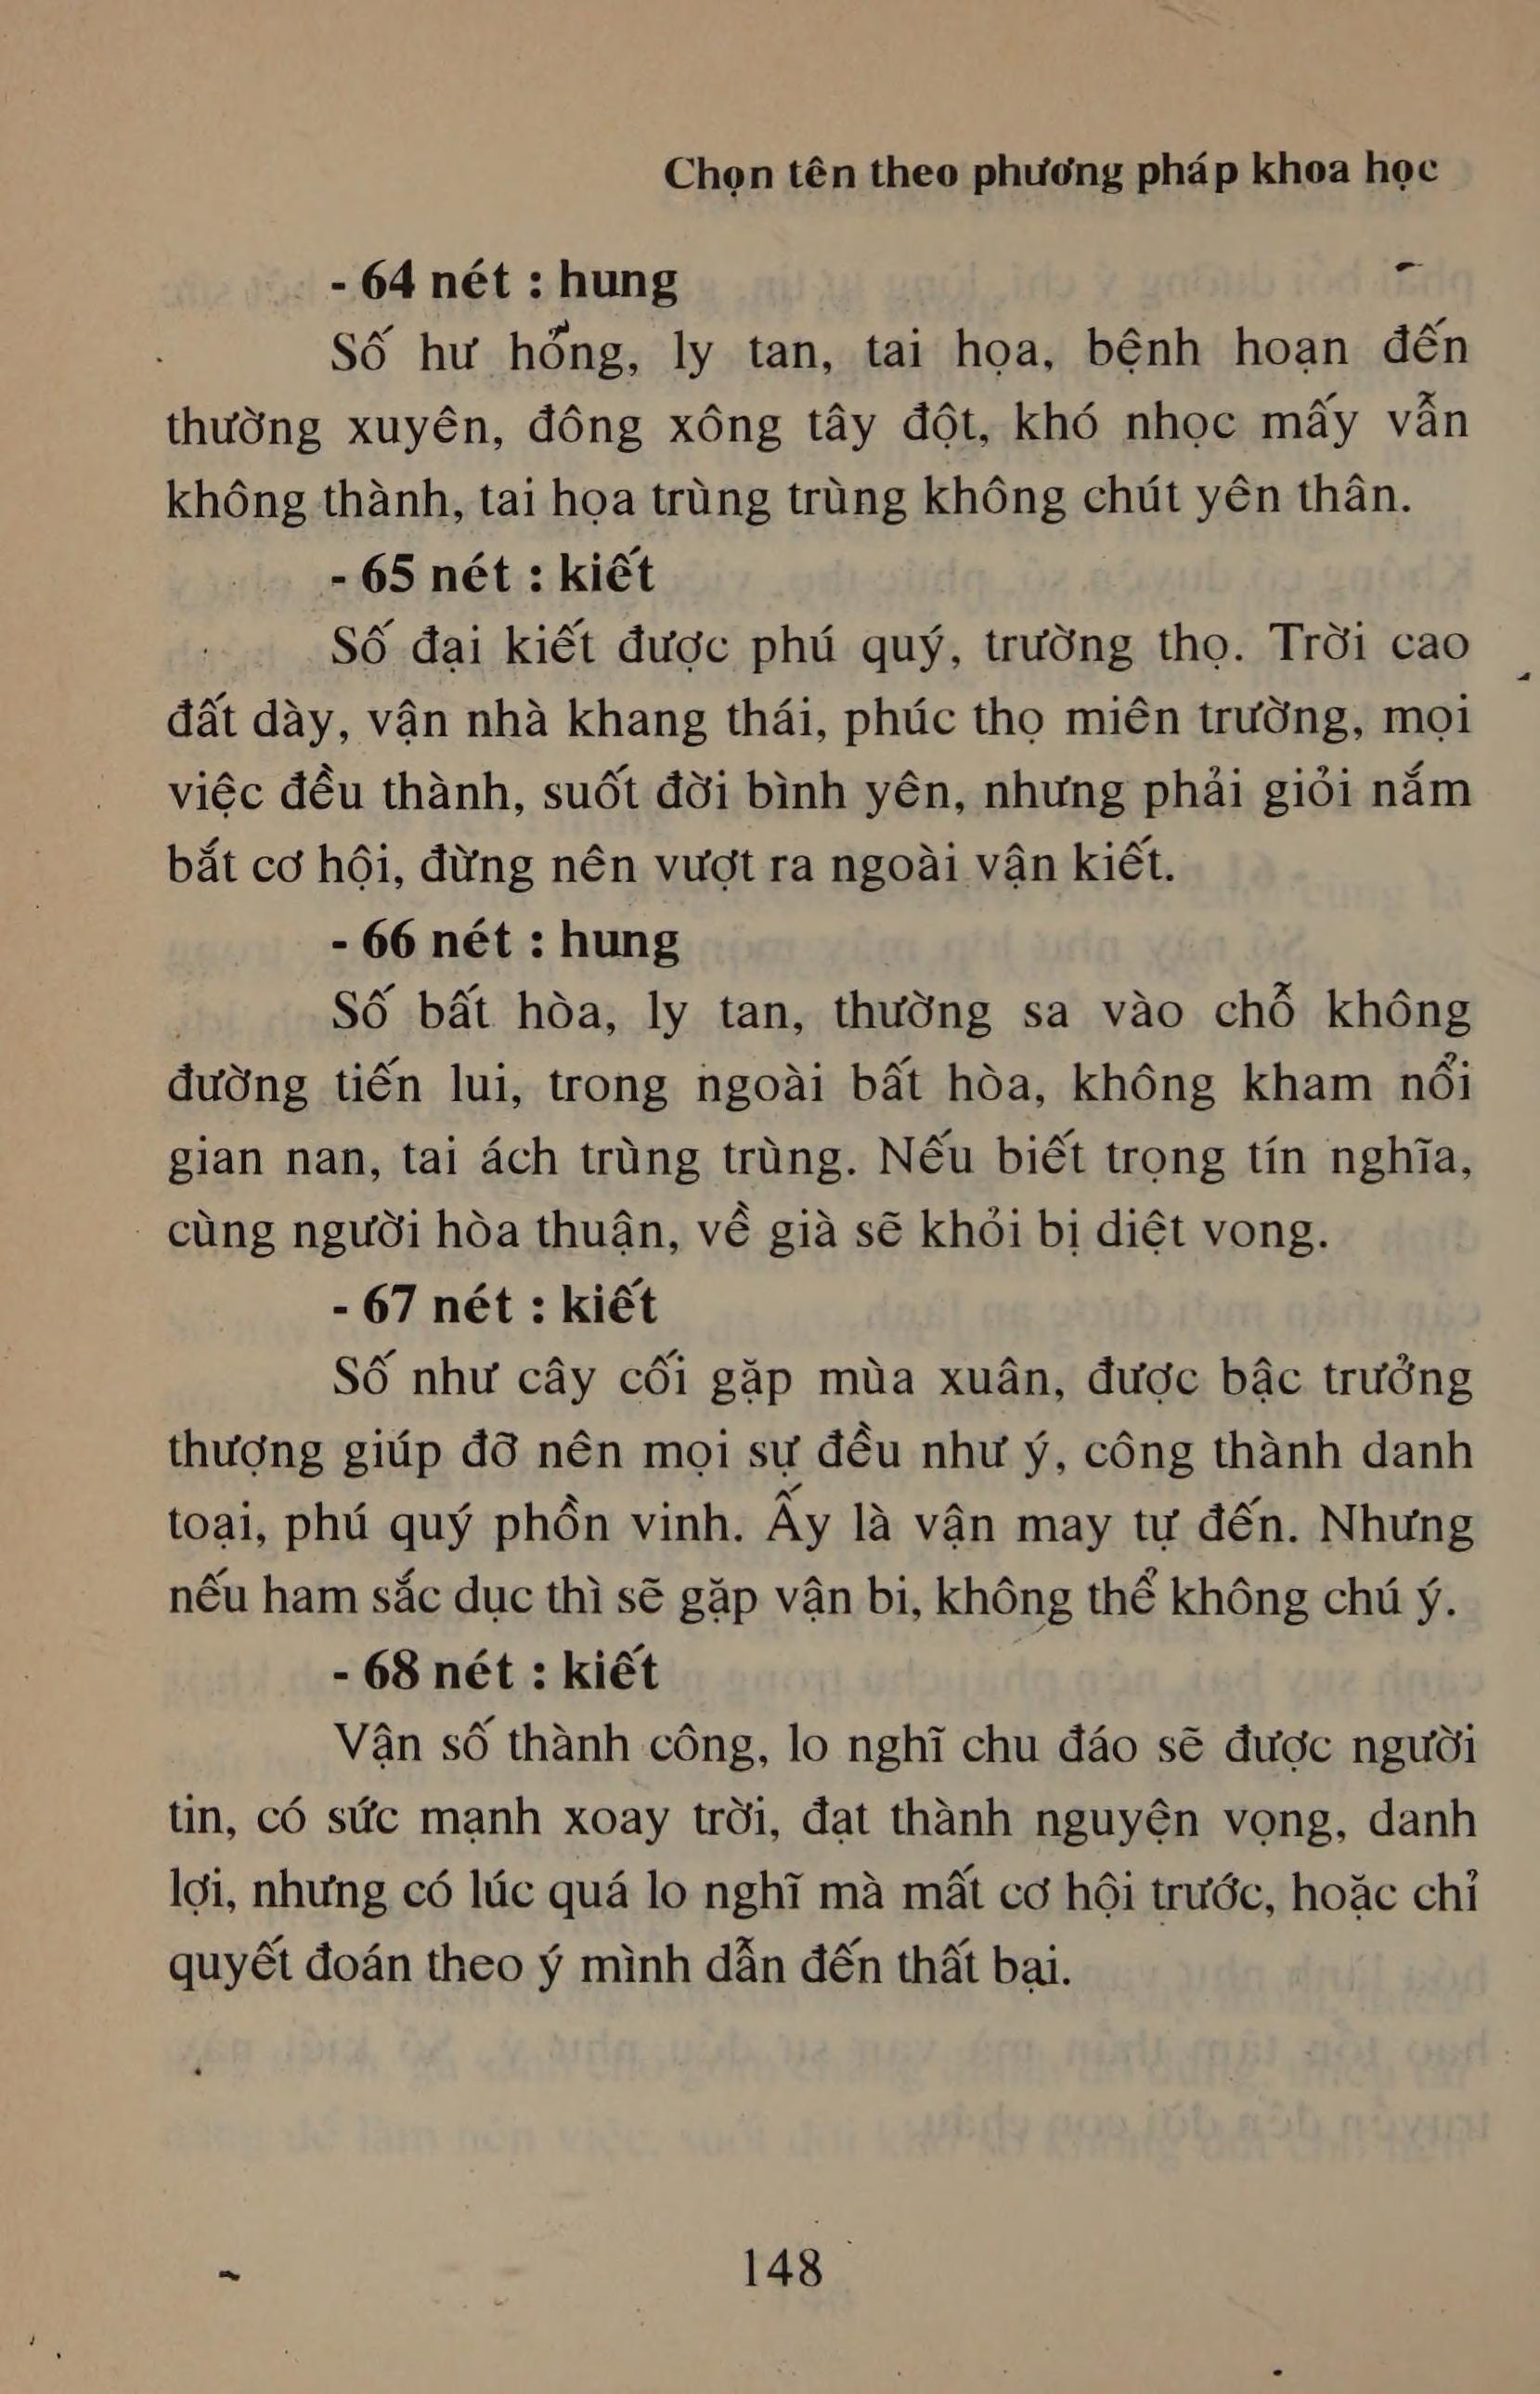 Chọn tên theo phương pháp khoa học
- 64 nét : hung
Số hư hổng, ly tan, tai họa, bệnh hoạn đến
thường xuyên, đông xông tây đột, khó nhọc mấy vẫn
không thành, tai họa trùng trùng không chút yên thân.
- 65 nét : kiết
Số đại kiết được phú quý, trường thọ. Trời cao
đất dày, vận nhà khang thái, phúc thọ miên trường, mọi
việc đều thành, suốt đời bình yên, nhưng phải giỏi nắm
bắt cơ hội, đừng nên vượt ra ngoài vận kiết.
- 66 nét : hung
Số bất hòa, ly tan, thường sa vào chỗ không
đường tiến lui, trong ngoài bất hòa, không kham nổi
gian nan, tai ách trùng trùng. Nếu biết trọng tín nghĩa,
cùng người hòa thuận, về già sẽ khỏi bị diệt vong.
- 67 nét : kiết
Số như cây cối gặp mùa xuân, được bậc trưởng
thượng giúp đỡ nên mọi sự đều như ý, công thành danh
toại, phú quý phồn vinh. Ấy là vận may tự đến. Nhưng
nếu ham sắc dục thì sẽ gặp vận bi, không thể không chú ý.
- 68 nét : kiết
Vận số thành công, lo nghĩ chu đáo sẽ được người
tin, có sức mạnh xoay trời, đạt thành nguyện vọng, danh
lợi, nhưng có lúc quá lo nghĩ mà mất cơ hội trước, hoặc chỉ
quyết đoán theo ý mình dẫn đến thất bại.
148